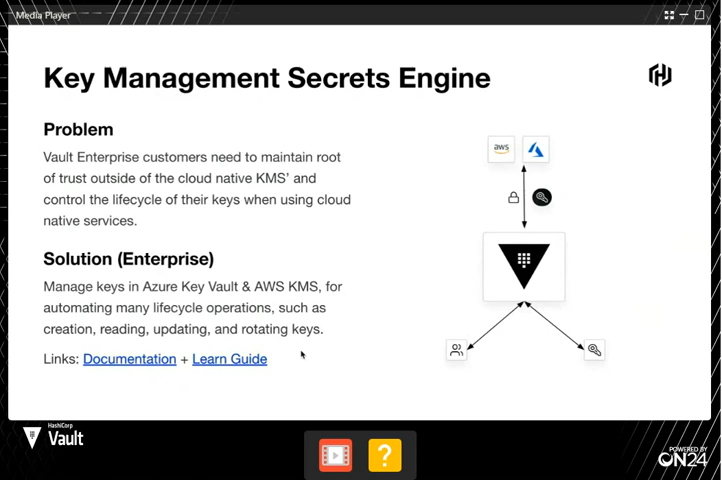 Media Player
Key Management Secrets Engine
Problem
Vault Enterprise customers need to maintain root
of trust outside of the cloud native KMS’ and
control the lifecycle of their keys when using cloud
native services.
Solution (Enterprise)
Manage keys in Azure Key Vault & AWS KMS, for
automating many lifecycle operations, such as
creation, reading, updating, and rotating keys.
Links: Documentation + Learn Guide
aws
HashiCorp
Vault
?
POWERED BY
ON24